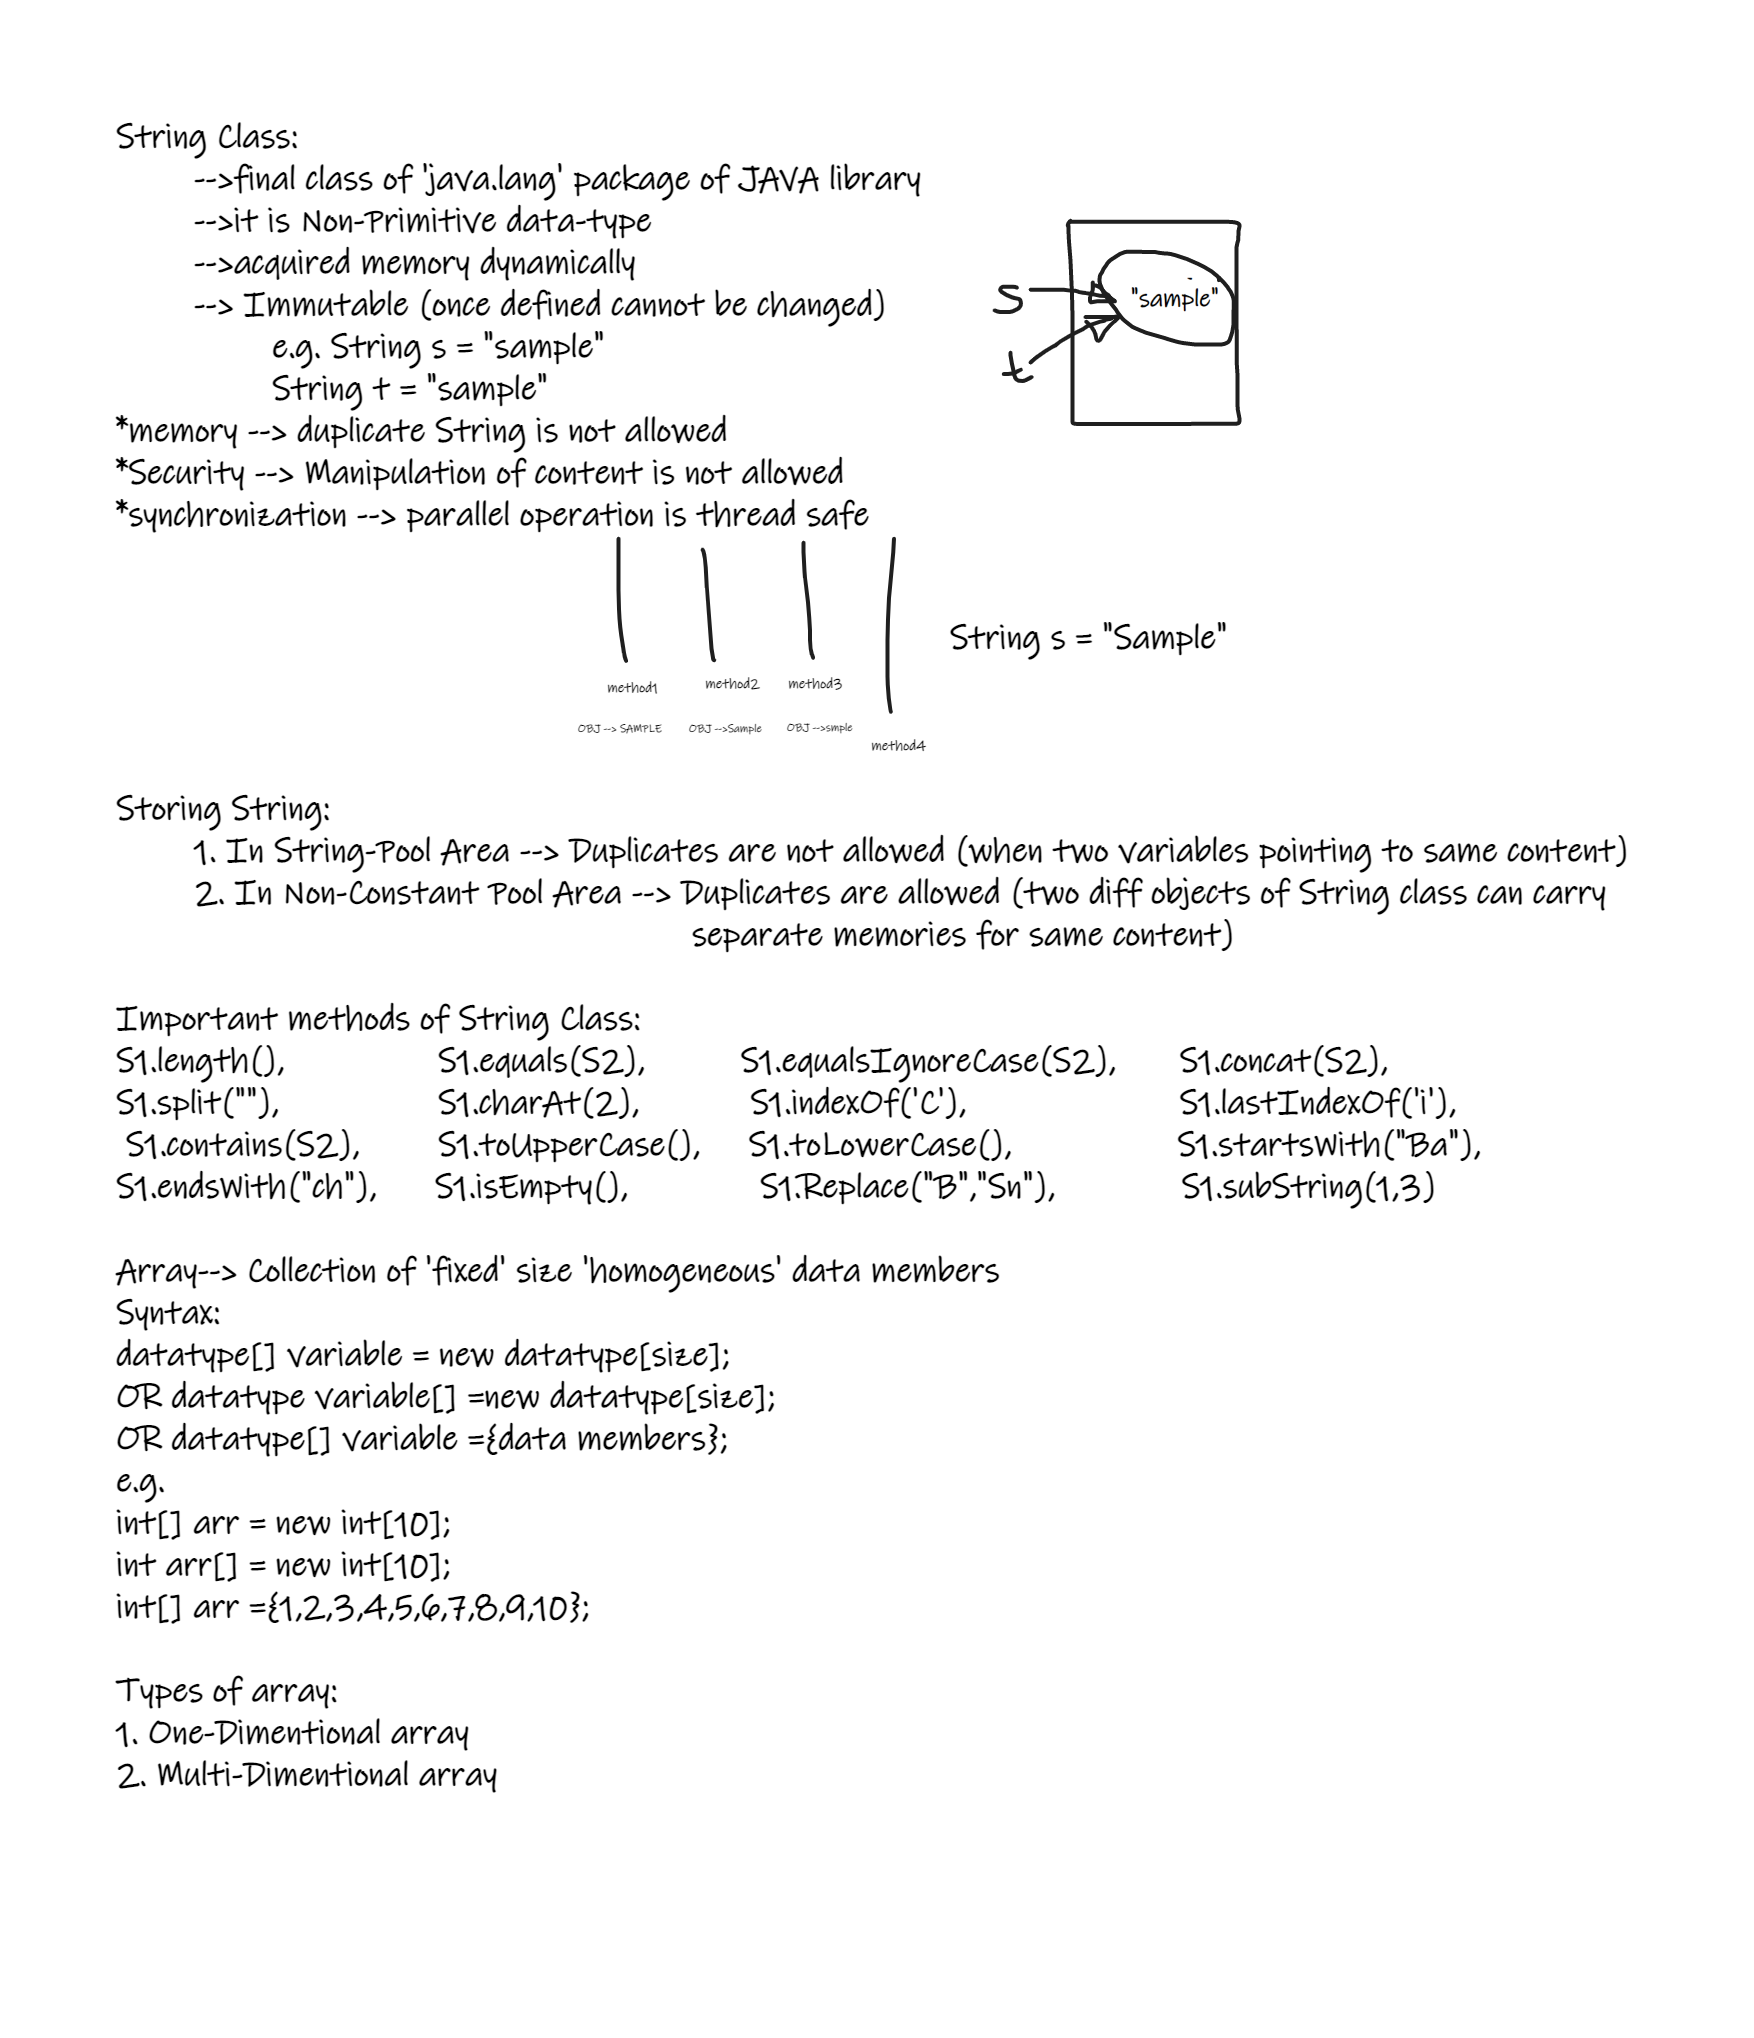 String Class:
-->final class of 'java.lang' package of JAVA library
-->it is Non-Primitive data-type
-->acquired memory dynamically
--> Immutable (once defined cannot be changed)
e.g. String s = "sample"
String t = "sample"
s
t
"sample"
*memory --> duplicate String is not allowed
*Security --> Manipulation of content is not allowed
*synchronization --> parallel operation is thread safe
String s = "Sample"
method1 method2 method3
OBJ --> SAMPLE OBJ -->Sample OBJ -->smple
method4
Storing String:
1. In String-Pool Area --> Duplicates are not allowed (when two variables pointing to same content)
2. In Non-Constant Pool Area --> Duplicates are allowed (two diff objects of String class can carry
separate memories for same content)
Important methods of String Class:
S1.length(), S1.equals(S2), S1.equalsIgnoreCase(S2), S1.concat(S2),
S1.split(""), S1.charAt(2), S1.indexOf('C'), S1.lastIndexOf('i'),
S1.contains(S2), S1.toUpperCase(), S1.toLowerCase(), S1.startsWith("Ba"),
S1.endsWith("ch"), S1.isEmpty(), S1.Replace("B","Sn"), S1.subString(1,3)
Array--> Collection of 'fixed' size 'homogeneous' data members
Syntax:
datatype[] variable = new datatype[size];
OR datatype variable[] =new datatype[size];
OR datatype[] variable ={data members};
e.g.
int[] arr = new int[10];
int arr[] = new int[10];
int[] arr ={1,2,3,4,5,6,7,8,9,10};
Types of array:
1. One-Dimentional array
2. Multi-Dimentional array